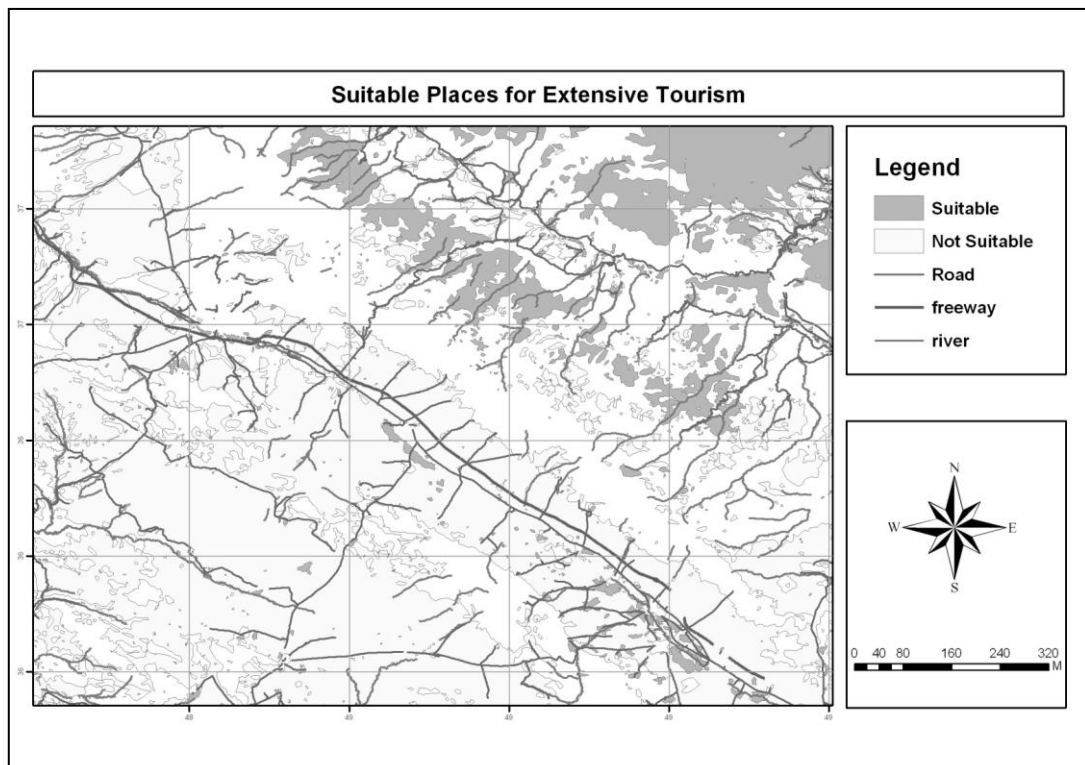 Suitable Places for Extensive Tourism
Legend
Suitable
Not Suitable
Road
freeway
river
37
37
36
36
36
48
49
49
49
49
N
W
E
S
0 40 80 160 240 320
M